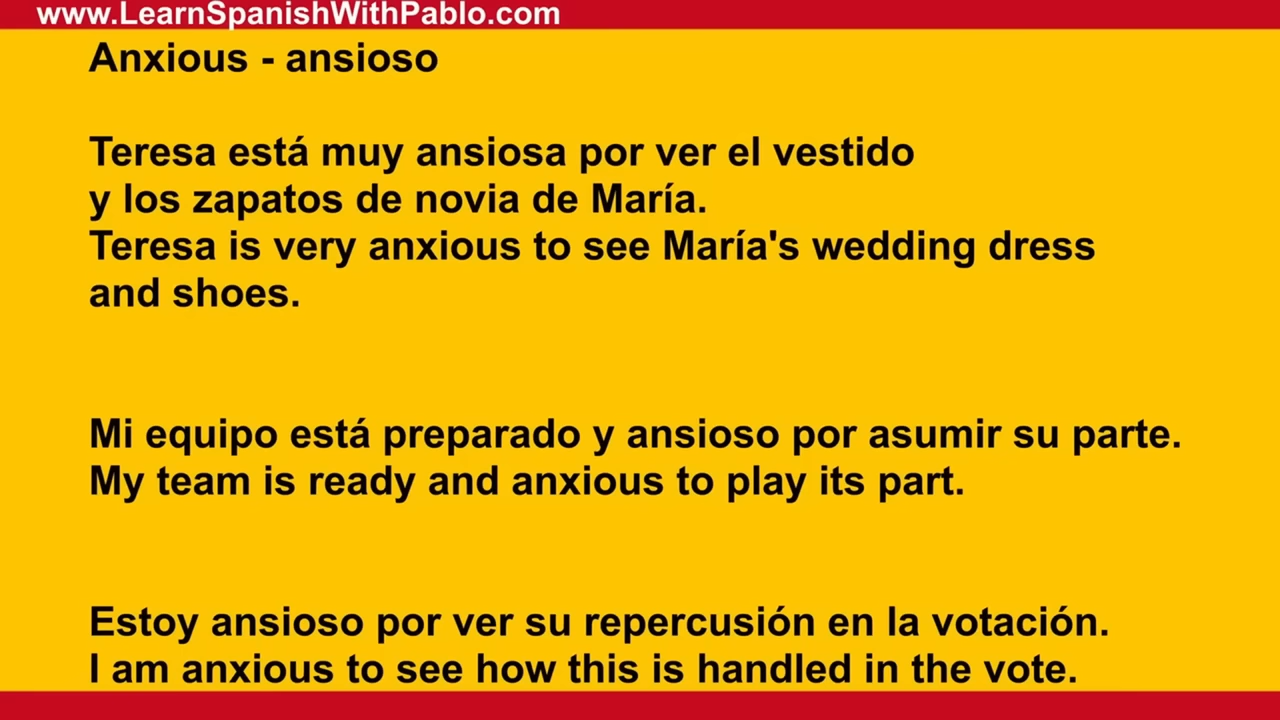 www.LearnSpanishWithPablo.com
Anxious - ansioso
Teresa está muy ansiosa por ver el vestido
y los zapatos de novia de María.
Teresa is very anxious to see María's wedding dress
and shoes.
Mi equipo está preparado y ansioso por asumir su parte.
My team is ready and anxious to play its part.
Estoy ansioso por ver su repercusión en la votación.
I am anxious to see how this is handled in the vote.